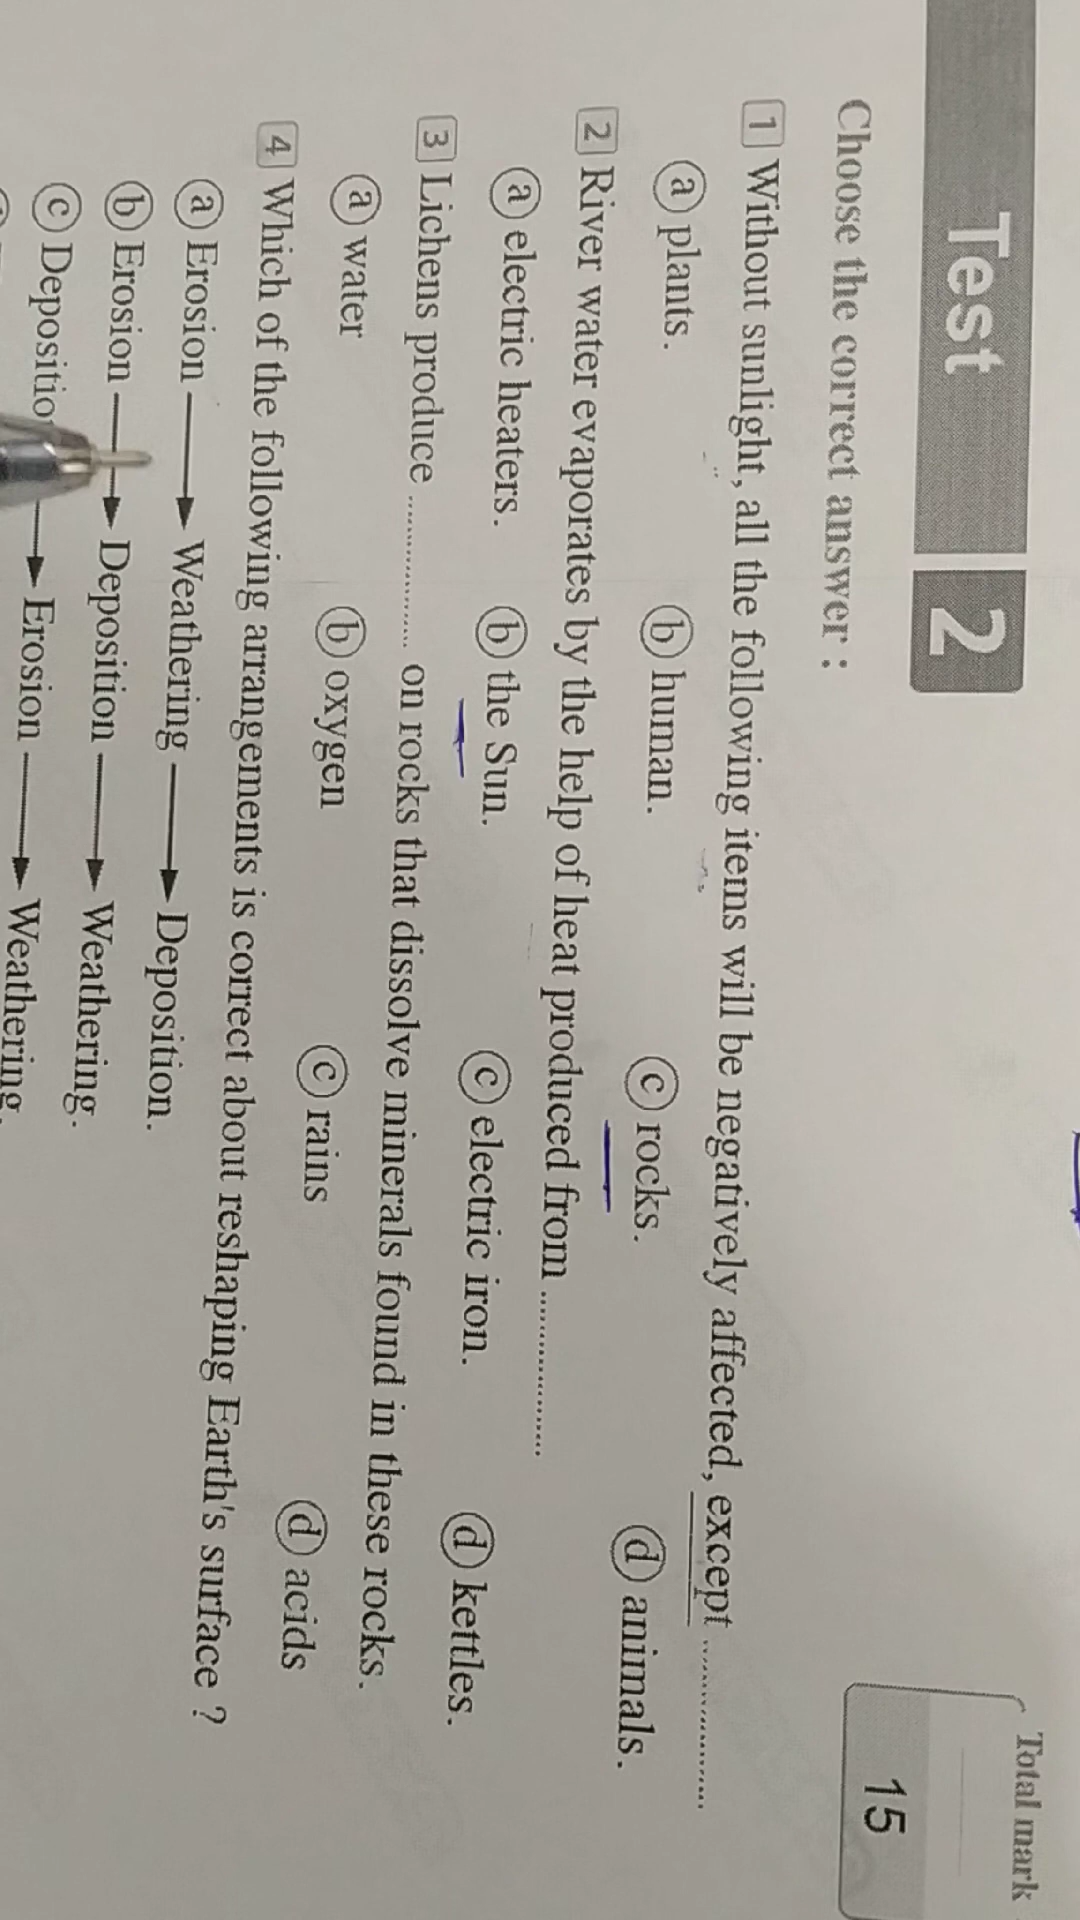 Test 2
Total mark
15
Choose the correct answer :
1 Without sunlight, all the following items will be negatively affected, except ................
a plants. b human. c rocks. d animals.
2 River water evaporates by the help of heat produced from ................
a electric heaters. b the Sun. c electric iron. d kettles.
3 Lichens produce ................ on rocks that dissolve minerals found in these rocks.
a water b oxygen c rains d acids
4 Which of the following arrangements is correct about reshaping Earth's surface ?
a Erosion → Weathering → Deposition.
b Erosion → Deposition → Weathering.
c Deposition → Erosion → Weathering.